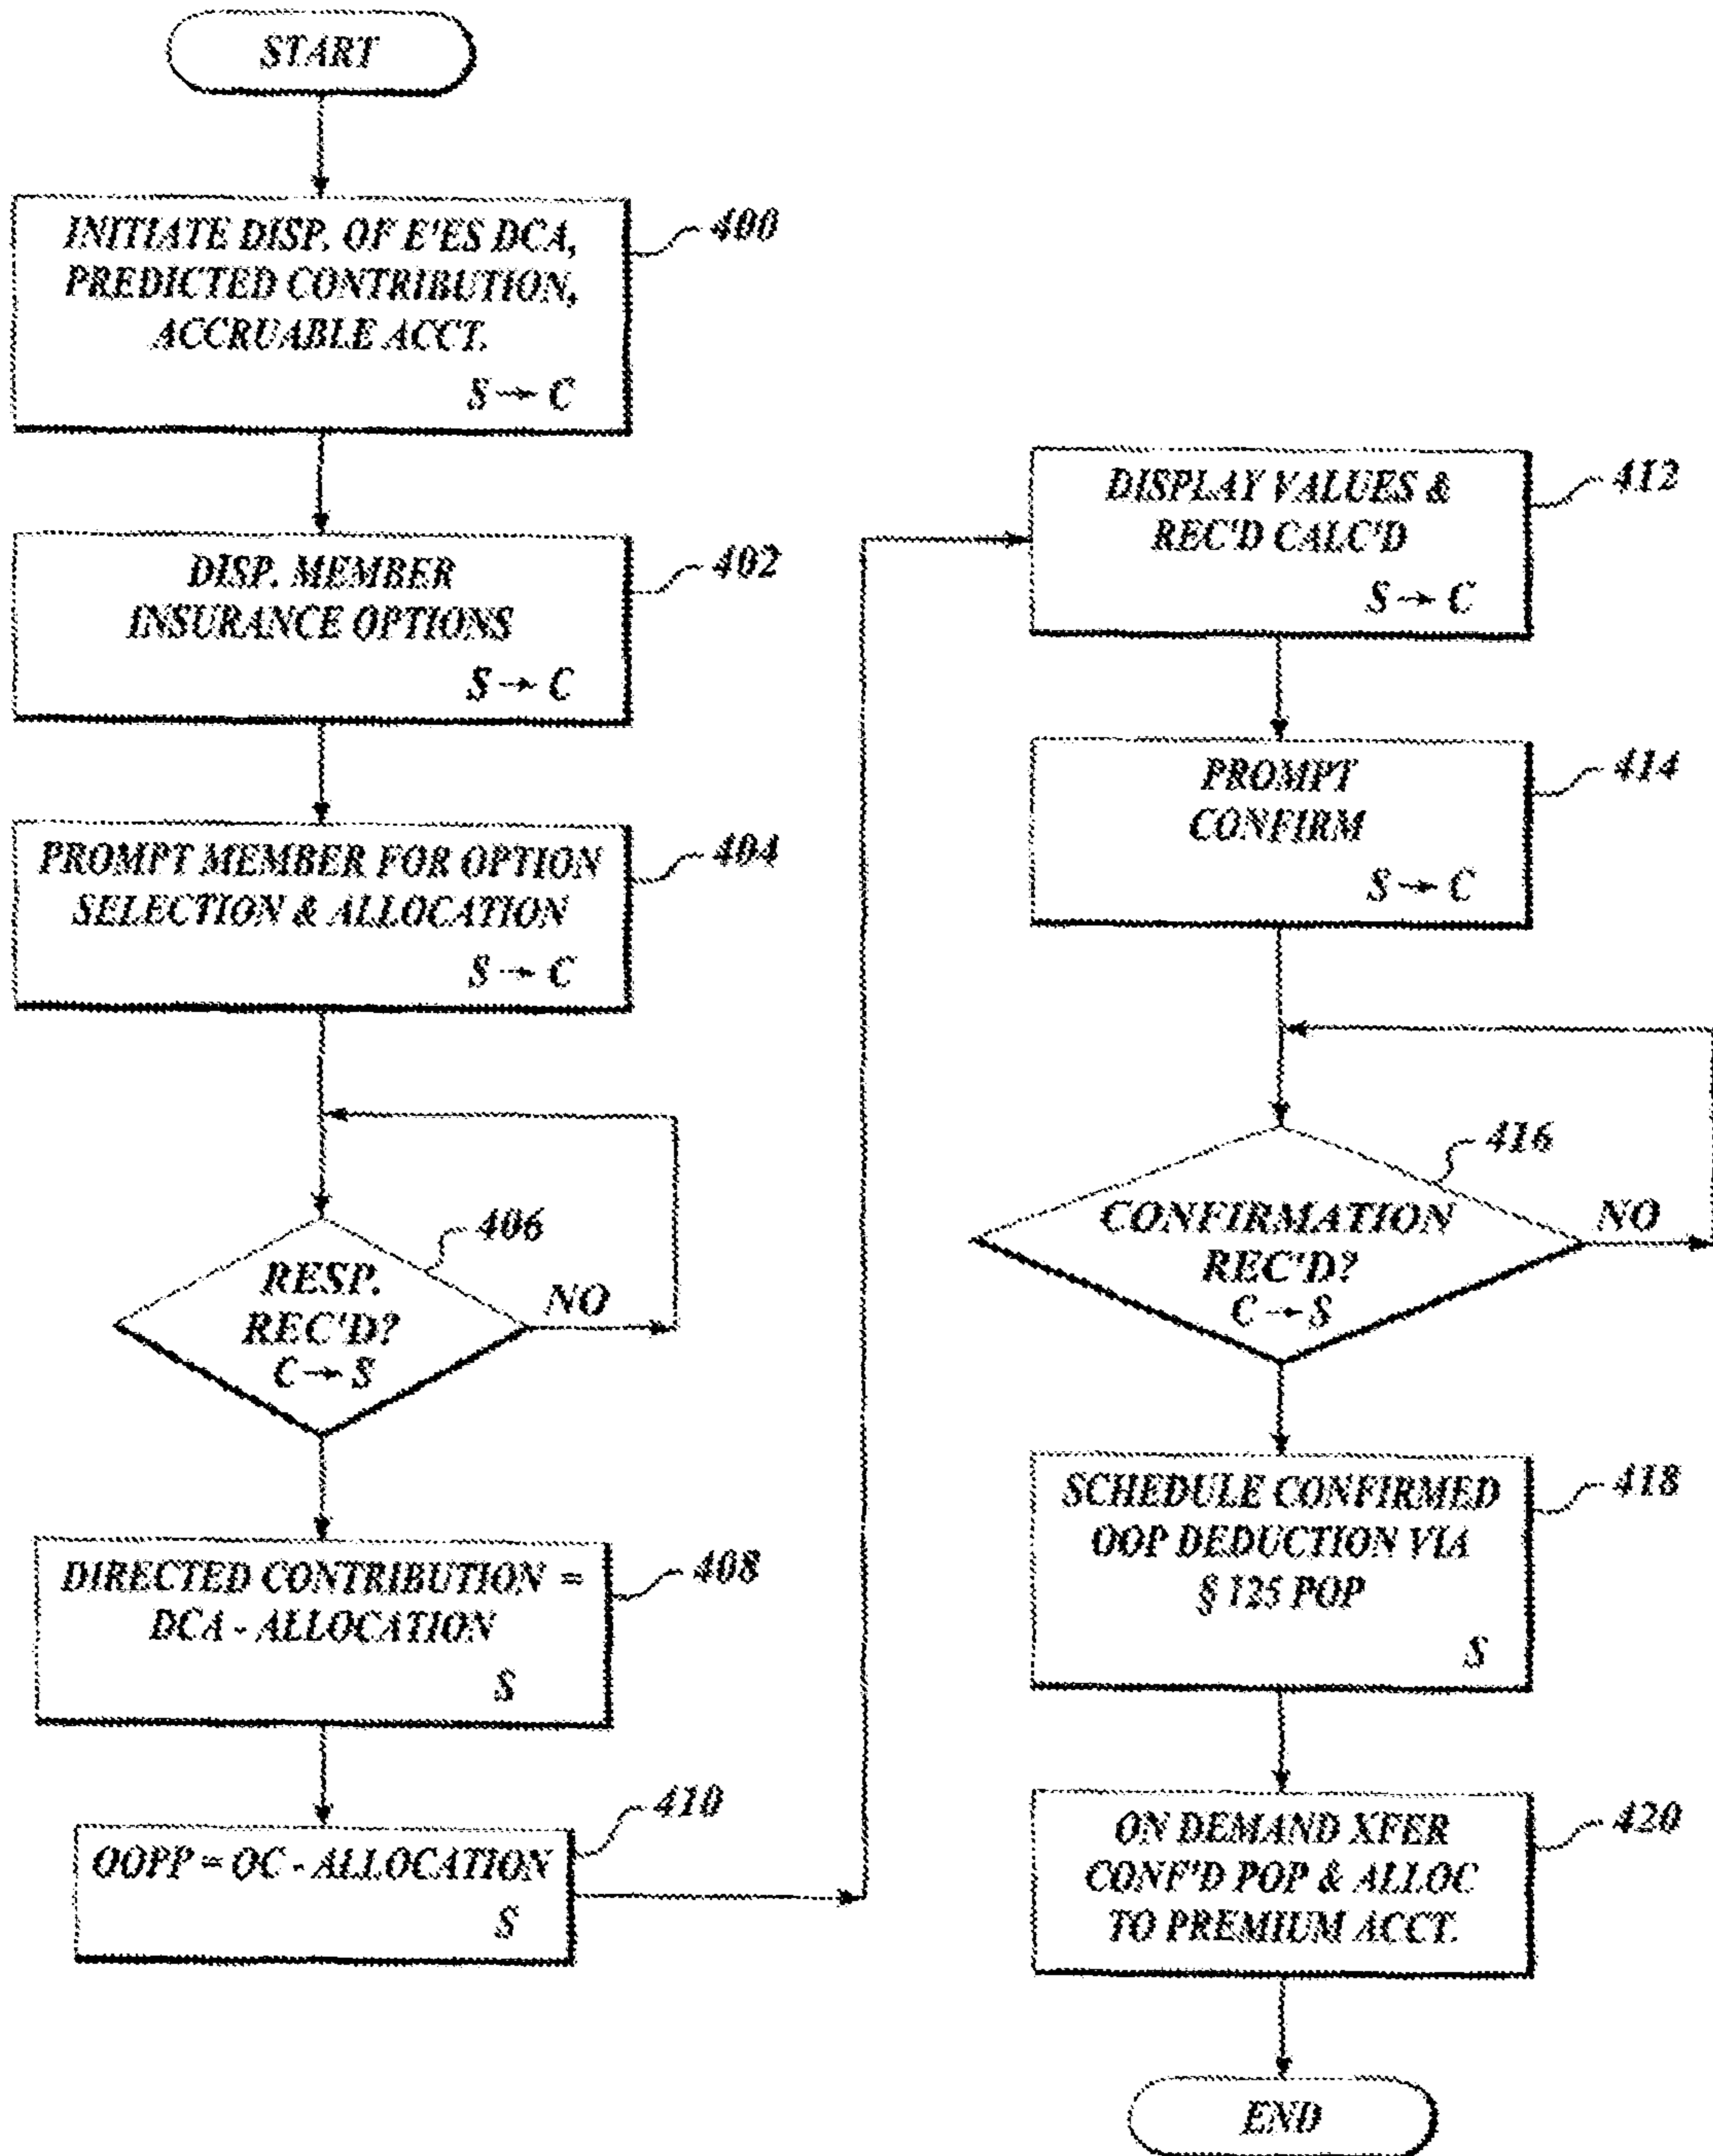 START
INITIATE DISP. OF E'ES DCA,
PREDICTED CONTRIBUTION,
ACCRUABLE ACCT.
S → C
400
DISP. MEMBER
INSURANCE OPTIONS
S → C
402
PROMPT MEMBER FOR OPTION
SELECTION & ALLOCATION
S → C
404
RESP.
REC'D?
C → S
406
NO
DIRECTED CONTRIBUTION =
DCA - ALLOCATION
S
408
OOPP = OC - ALLOCATION
S
410
DISPLAY VALUES &
REC'D CALC'D
S → C
412
PROMPT
CONFIRM
S → C
414
CONFIRMATION
REC'D?
C → S
416
NO
SCHEDULE CONFIRMED
OOP DEDUCTION VIA
§ 125 POP
S
418
ON DEMAND XFER
CONF'D POP & ALLOC
TO PREMIUM ACCT.
420
END